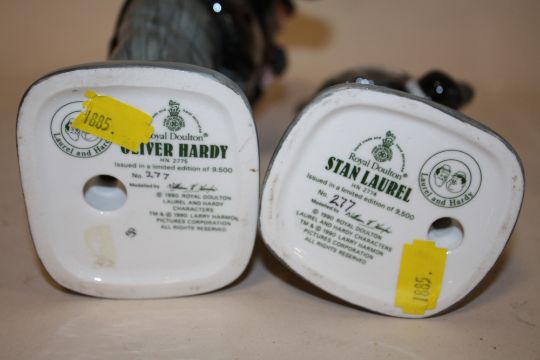 1885.
Royal Doulton®
OLIVER HARDY
HN 2775
Issued in a limited edition of 9,500
No. 277
Modelled by
Laurel and Hardy
© 1990 ROYAL DOULTON
LAUREL AND HARDY
CHARACTERS
TM & © 1990 LARRY HARMON
PICTURES CORPORATION
ALL RIGHTS RESERVED
Royal Doulton®
STAN LAUREL
HN 2774
Issued in a limited edition of 9,500
No. 277
Modelled by
Laurel and Hardy
© 1990 ROYAL DOULTON
LAUREL AND HARDY CHARACTERS
TM & © 1990 LARRY HARMON
PICTURES CORPORATION
ALL RIGHTS RESERVED
1885.